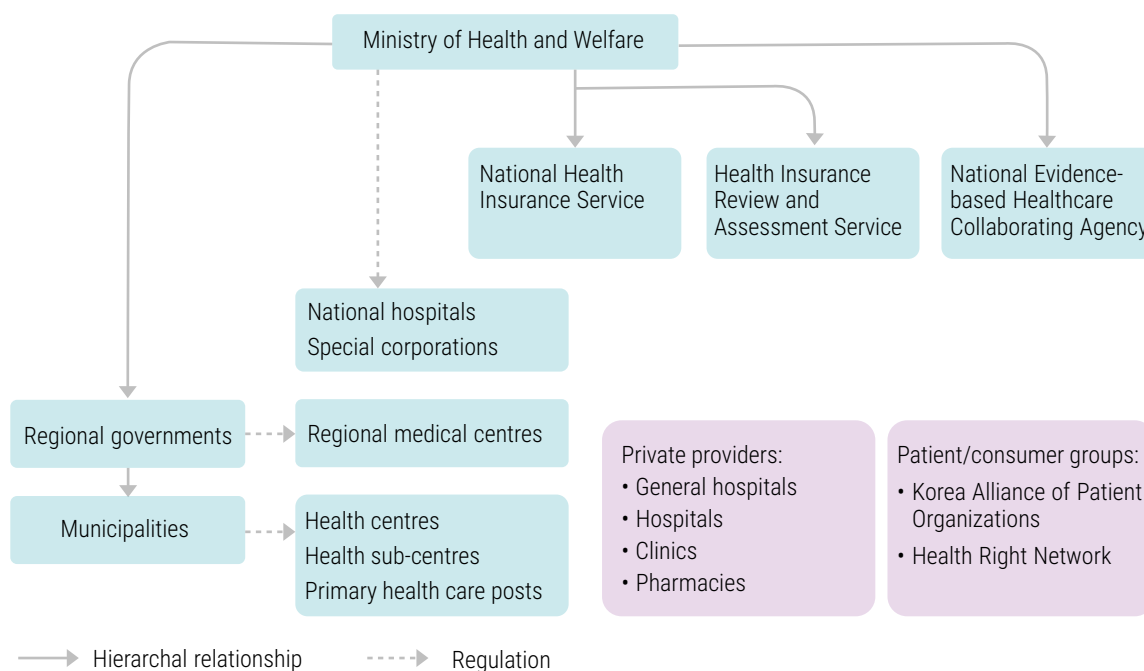 Ministry of Health and Welfare
National Health
Insurance Service
Health Insurance
Review and
Assessment Service
National Evidence-
based Healthcare
Collaborating Agency
National hospitals
Special corporations
Regional governments
Regional medical centres
Municipalities
Health centres
Health sub-centres
Primary health care posts
Private providers:
• General hospitals
• Hospitals
• Clinics
• Pharmacies
Patient/consumer groups:
• Korea Alliance of Patient
Organizations
• Health Right Network
Hierarchal relationship
Regulation